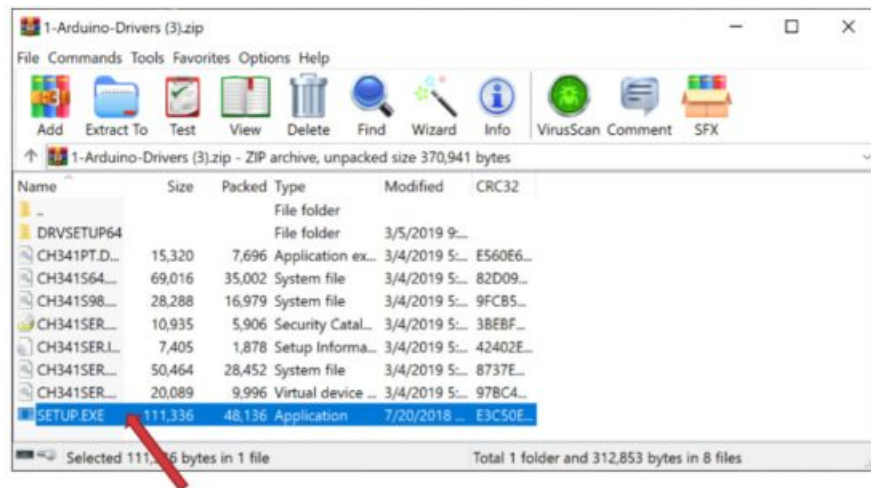 1-Arduino-Drivers (3).zip
File Commands Tools Favorites Options Help
Add Extract To Test View Delete Find Wizard Info VirusScan Comment SFX
1-Arduino-Drivers (3).zip - ZIP archive, unpacked size 370,941 bytes
Name Size Packed Type Modified CRC32
.. File folder
DRVSETUP64 File folder 3/5/2019 9:...
CH341PT.D... 15,320 7,696 Application ex... 3/4/2019 5:... E560E6...
CH341S64.... 69,016 35,002 System file 3/4/2019 5:... 82D09...
CH341S98.... 28,288 16,979 System file 3/4/2019 5:... 9FCB5...
CH341SER.... 10,935 5,906 Security Catal... 3/4/2019 5:... 3BEBF...
CH341SER.I... 7,405 1,878 Setup Informa... 3/4/2019 5:... 42402E...
CH341SER.... 50,464 28,452 System file 3/4/2019 5:... 8737E...
CH341SER.... 20,089 9,996 Virtual device ... 3/4/2019 5:... 97BC4...
SETUP.EXE 111,336 48,136 Application 7/20/2018 ... E3C50E...
Selected 111,336 bytes in 1 file Total 1 folder and 312,853 bytes in 8 files